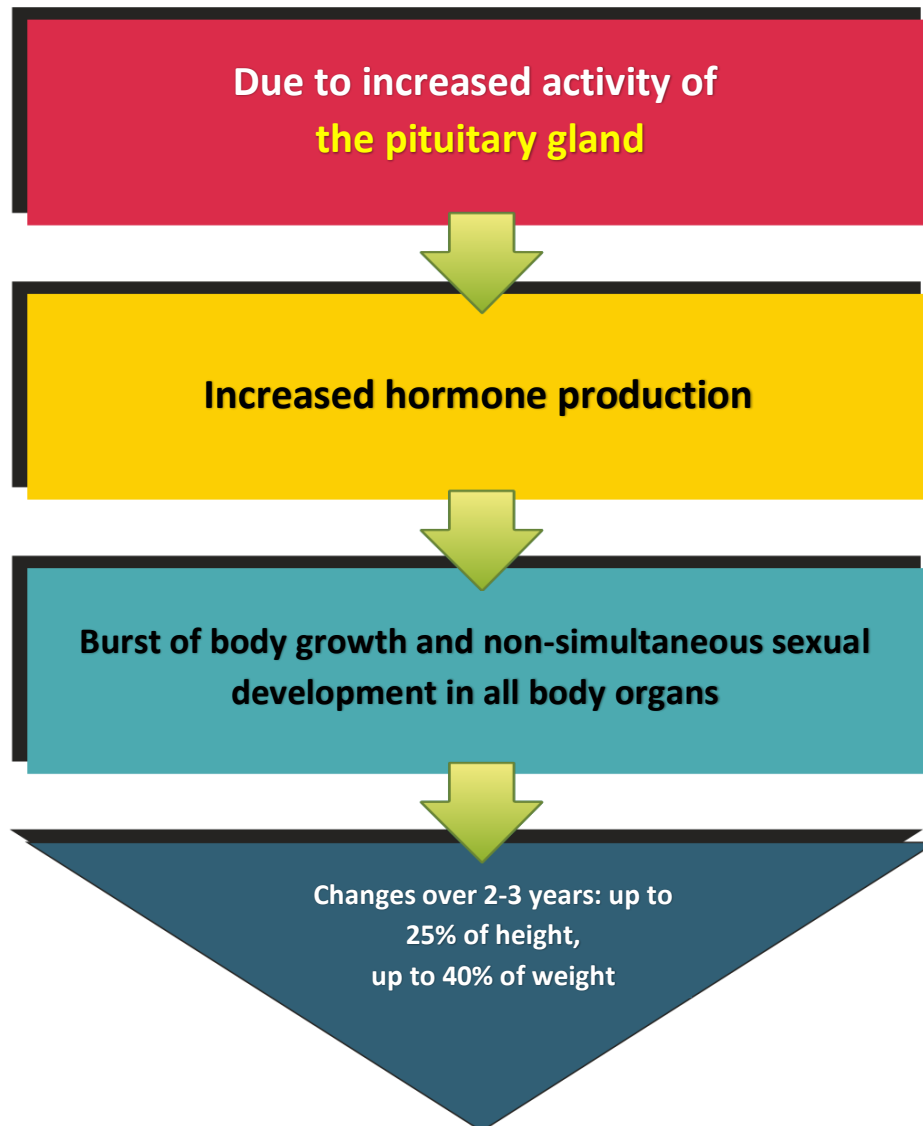 Due to increased activity of
the pituitary gland
Increased hormone production
Burst of body growth and non-simultaneous sexual
development in all body organs
Changes over 2-3 years: up to
25% of height,
up to 40% of weight